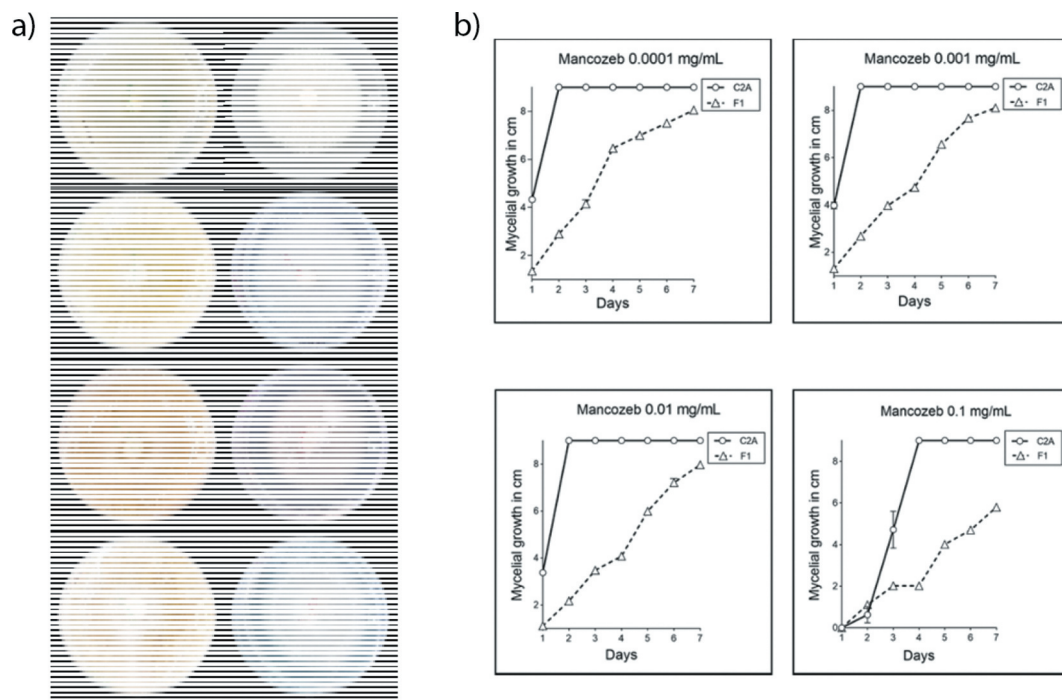 a)
b)
Mancozeb 0.0001 mg/mL
C2A
F1
Mycelial growth in cm
8
6
4
2
1 2 3 4 5 6 7
Days
Mancozeb 0.001 mg/mL
C2A
F1
Mycelial growth in cm
8
6
4
2
1 2 3 4 5 6 7
Days
Mancozeb 0.01 mg/mL
C2A
F1
Mycelial growth in cm
8
6
4
2
1 2 3 4 5 6 7
Days
Mancozeb 0.1 mg/mL
C2A
F1
Mycelial growth in cm
8
6
4
2
0
1 2 3 4 5 6 7
Days